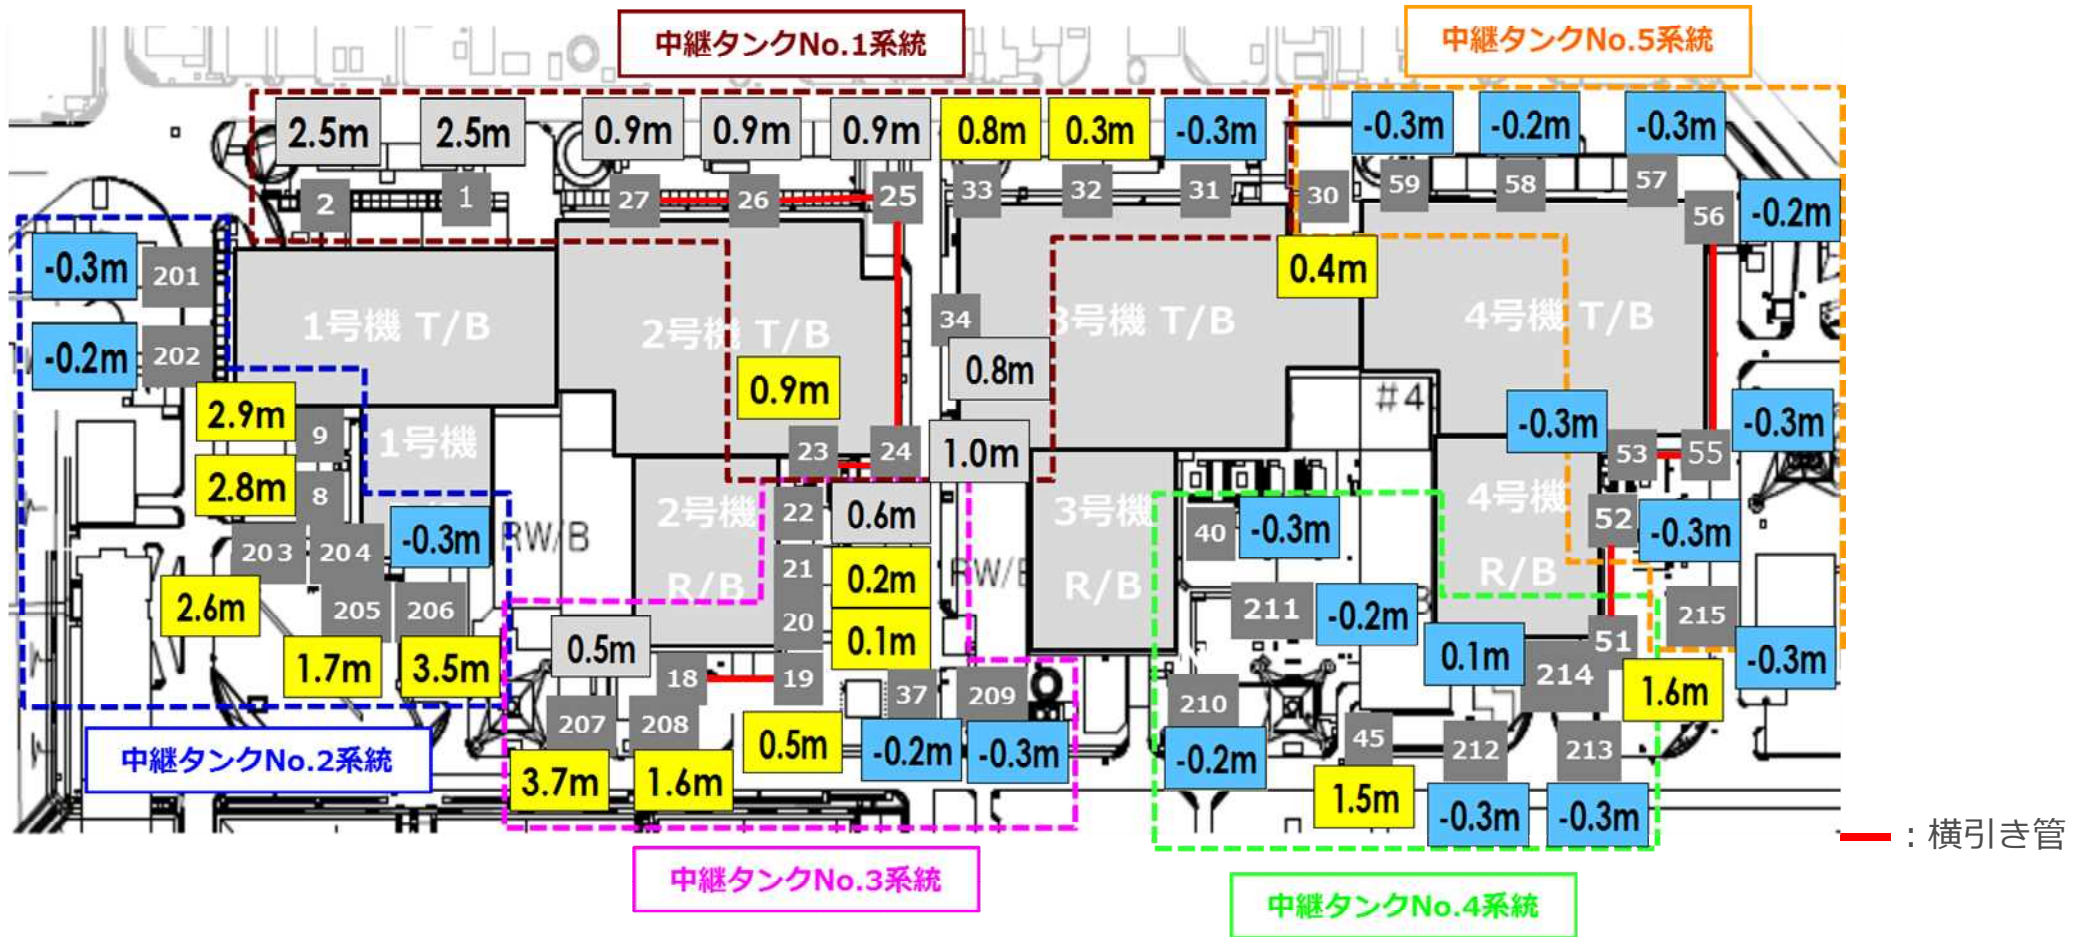 中継タンクNo.1系統
中継タンクNo.5系統
2.5m
2.5m
0.9m
0.9m
0.9m
0.8m
0.3m
-0.3m
-0.3m
-0.2m
-0.3m
2
1
27
26
25
33
32
31
30
59
58
57
56
-0.2m
-0.3m
201
-0.2m
202
1号機 T/B
2号機 T/B
34
3号機 T/B
0.4m
4号機 T/B
0.8m
0.9m
#4
2.9m
9
1号機
23
24
1.0m
-0.3m
53
55
-0.3m
2.8m
8
203
204
-0.3m
RW/B
2号機
R/B
22
0.6m
21
0.2m
20
0.1m
RW/B
3号機
R/B
40
-0.3m
4号機
R/B
52
-0.3m
2.6m
205
206
1.7m
3.5m
0.5m
18
19
37
209
211
-0.2m
0.1m
51
215
-0.3m
214
1.6m
207
208
0.5m
-0.2m
-0.3m
210
-0.2m
45
212
213
3.7m
1.6m
1.5m
-0.3m
-0.3m
中継タンクNo.2系統
中継タンクNo.3系統
中継タンクNo.4系統
：横引き管